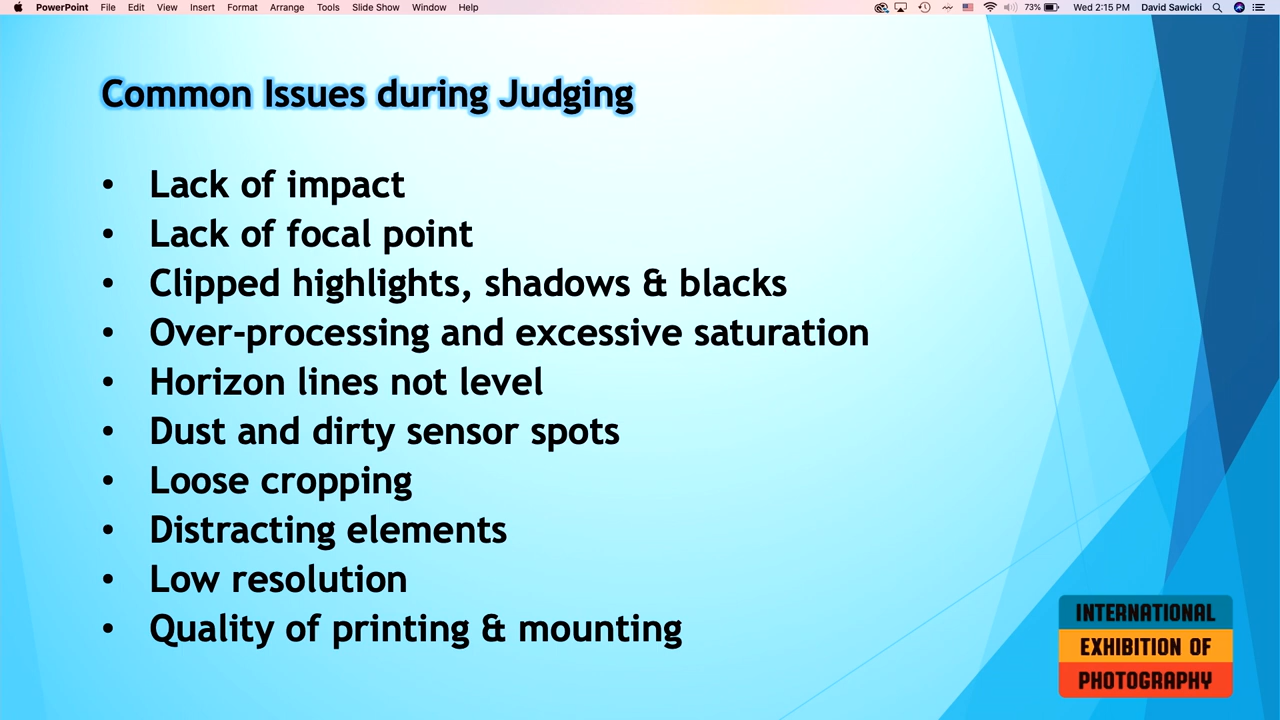 PowerPoint File Edit View Insert Format Arrange Tools Slide Show Window Help 73% Wed 2:15 PM David Sawicki
Common Issues during Judging
• Lack of impact
• Lack of focal point
• Clipped highlights, shadows & blacks
• Over-processing and excessive saturation
• Horizon lines not level
• Dust and dirty sensor spots
• Loose cropping
• Distracting elements
• Low resolution
• Quality of printing & mounting
INTERNATIONAL
EXHIBITION OF
PHOTOGRAPHY